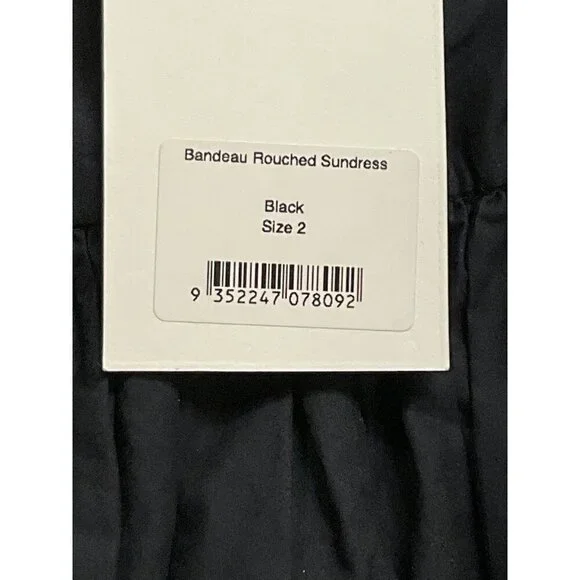 Bandeau Rouched Sundress
Black
Size 2
9 352247 078092